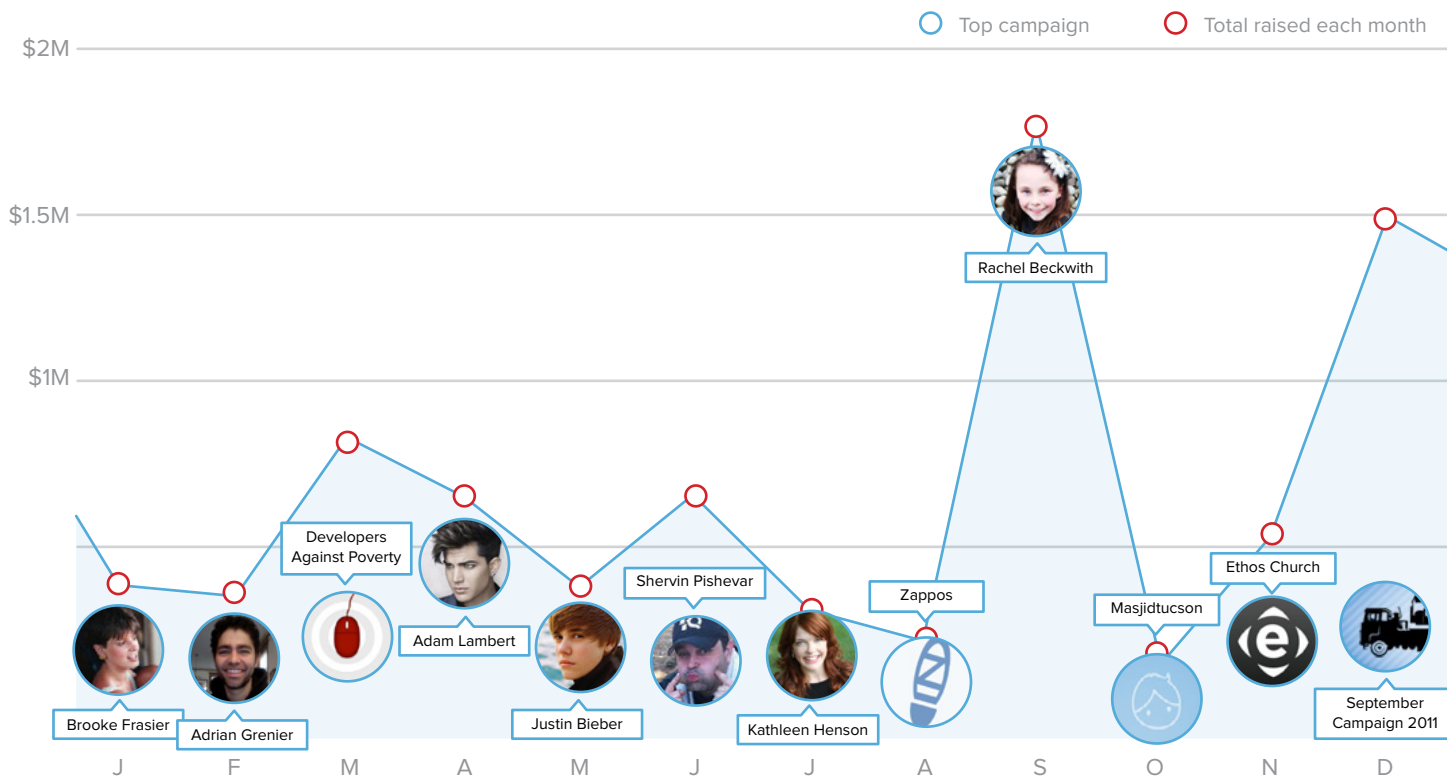 Top campaign
Total raised each month
$2M
$1.5M
$1M
Rachel Beckwith
Developers
Against Poverty
Adam Lambert
Shervin Pishevar
Zappos
Masjidtucson
Ethos Church
Brooke Frasier
Adrian Grenier
Justin Bieber
Kathleen Henson
September
Campaign 2011
IQ
e
J F M A M J J A S O N D